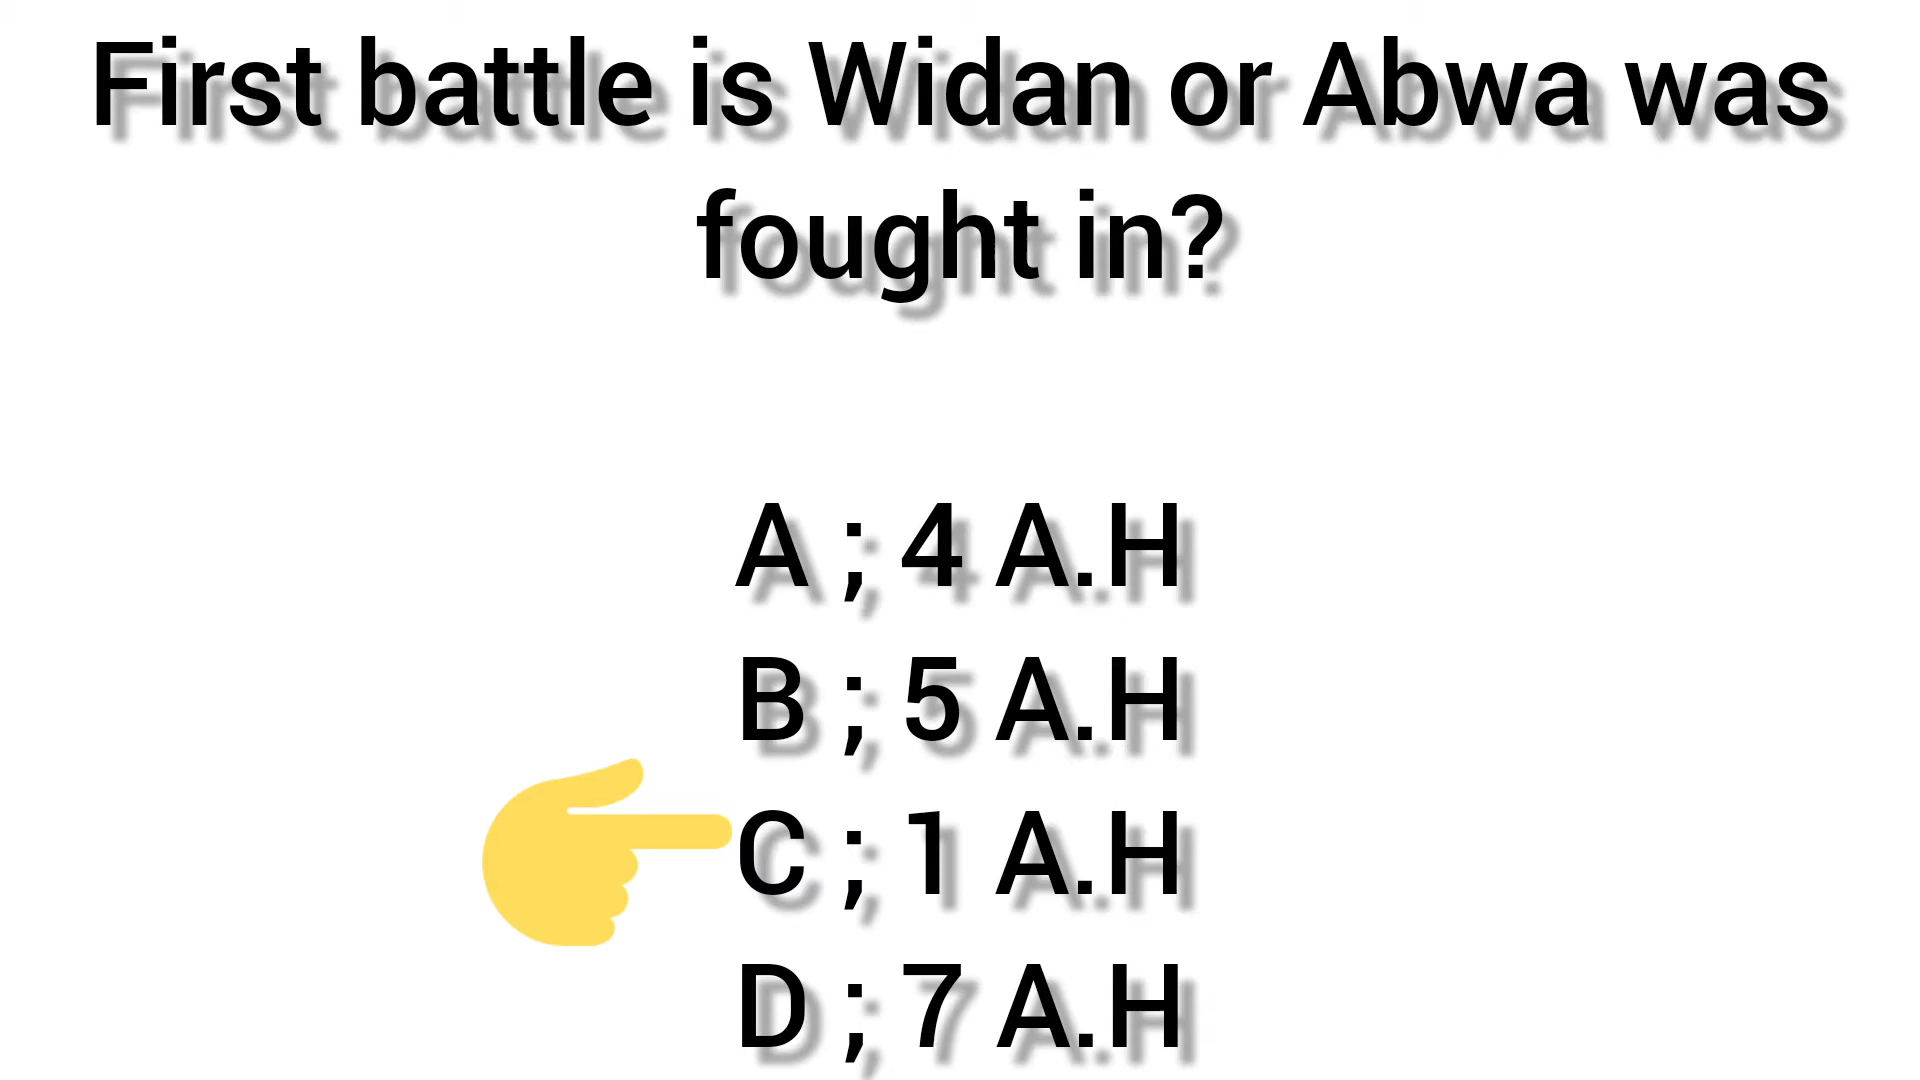 First battle is Widan or Abwa was
fought in?
A ; 4 A.H
B ; 5 A.H
C ; 1 A.H
D ; 7 A.H